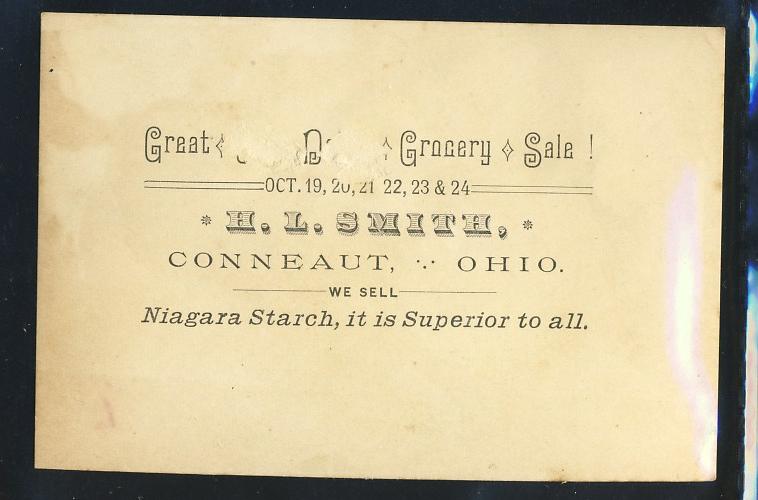 Great Grocery Sale !
OCT. 19, 20, 21 22, 23 & 24
H. L. SMITH,
CONNEAUT, OHIO.
WE SELL
Niagara Starch, it is Superior to all.